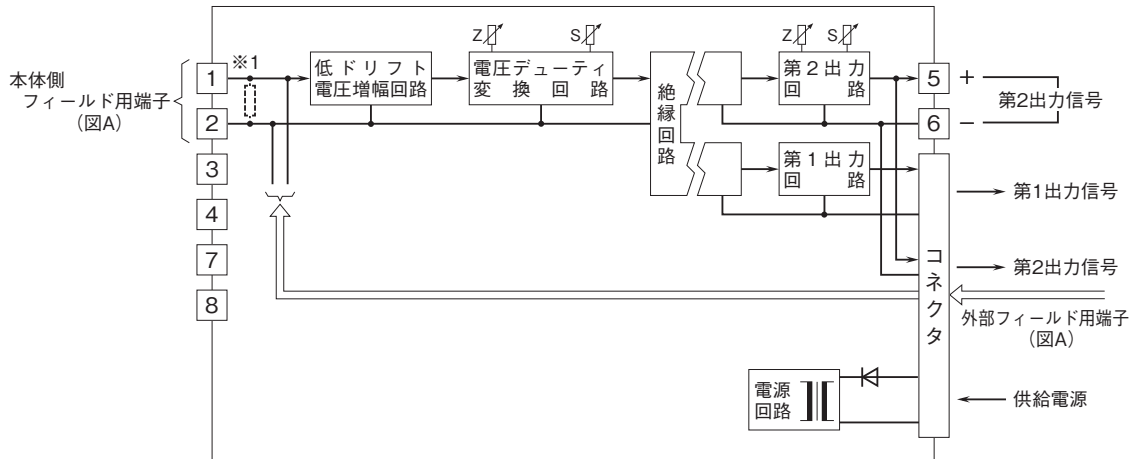 本体側
フィールド用端子
（図A）
1
2
3
4
7
8
※1
低ドリフト
電圧増幅回路
Z
S
電圧デューティ
変換回路
絶縁回路
Z
S
第2出力
回路
第1出力
回路
5
6
+
−
第2出力信号
第1出力信号
第2出力信号
コネクタ
外部フィールド用端子
（図A）
電源
回路
供給電源